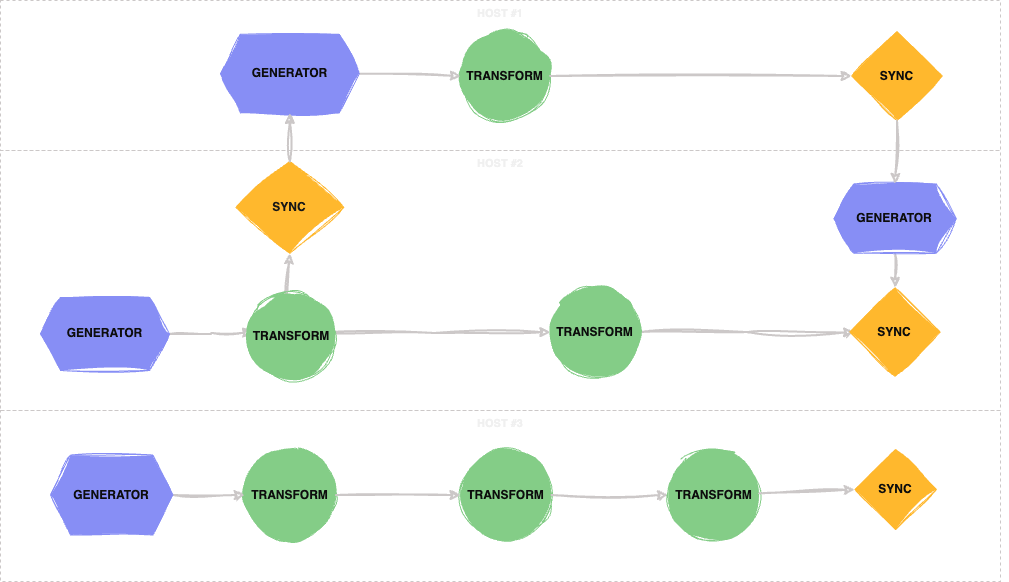 HOST #1
GENERATOR
TRANSFORM
SYNC
HOST #2
SYNC
GENERATOR
GENERATOR
TRANSFORM
TRANSFORM
SYNC
HOST #3
GENERATOR
TRANSFORM
TRANSFORM
TRANSFORM
SYNC